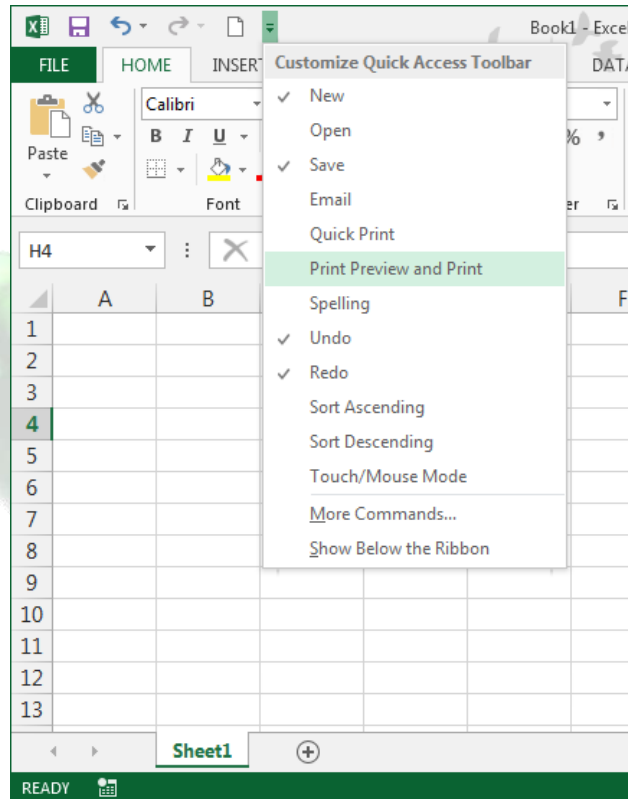 Book1 - Excel
FILE HOME INSERT DATA
Customize Quick Access Toolbar
New
Open
Save
Email
Quick Print
Print Preview and Print
Spelling
Undo
Redo
Sort Ascending
Sort Descending
Touch/Mouse Mode
More Commands...
Show Below the Ribbon
Calibri
B I U
%
Paste
Clipboard Font er
H4
A B F
1
2
3
4
5
6
7
8
9
10
11
12
13
Sheet1
READY